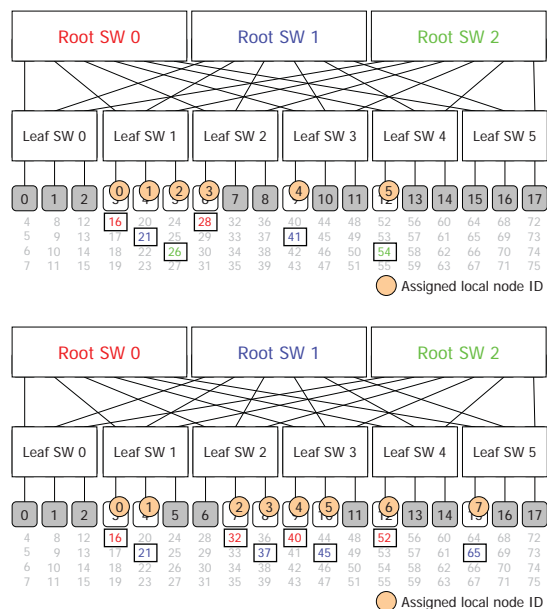 Root SW 0 Root SW 1 Root SW 2
Leaf SW 0 Leaf SW 1 Leaf SW 2 Leaf SW 3 Leaf SW 4 Leaf SW 5
0 1 2 3 4 5
0 1 2 7 8 10 11 12 13 14 15 16 17
4 8 12 16 20 24 28 32 36 40 44 48 52 56 60 64 68 72
5 9 13 17 21 25 29 33 37 41 45 49 53 57 61 65 69 73
6 10 14 18 22 26 30 34 38 42 46 50 54 58 62 66 70 74
7 11 15 19 23 27 31 35 39 43 47 51 55 59 63 67 71 75
Assigned local node ID
Root SW 0 Root SW 1 Root SW 2
Leaf SW 0 Leaf SW 1 Leaf SW 2 Leaf SW 3 Leaf SW 4 Leaf SW 5
0 1 2 3 4 5 6 7
0 1 2 5 6 10 11 12 13 14 16 17
4 8 12 16 20 24 28 32 36 40 44 48 52 56 60 64 68 72
5 9 13 17 21 25 29 33 37 41 45 49 53 57 61 65 69 73
6 10 14 18 22 26 30 34 38 42 46 50 54 58 62 66 70 74
7 11 15 19 23 27 31 35 39 43 47 51 55 59 63 67 71 75
Assigned local node ID